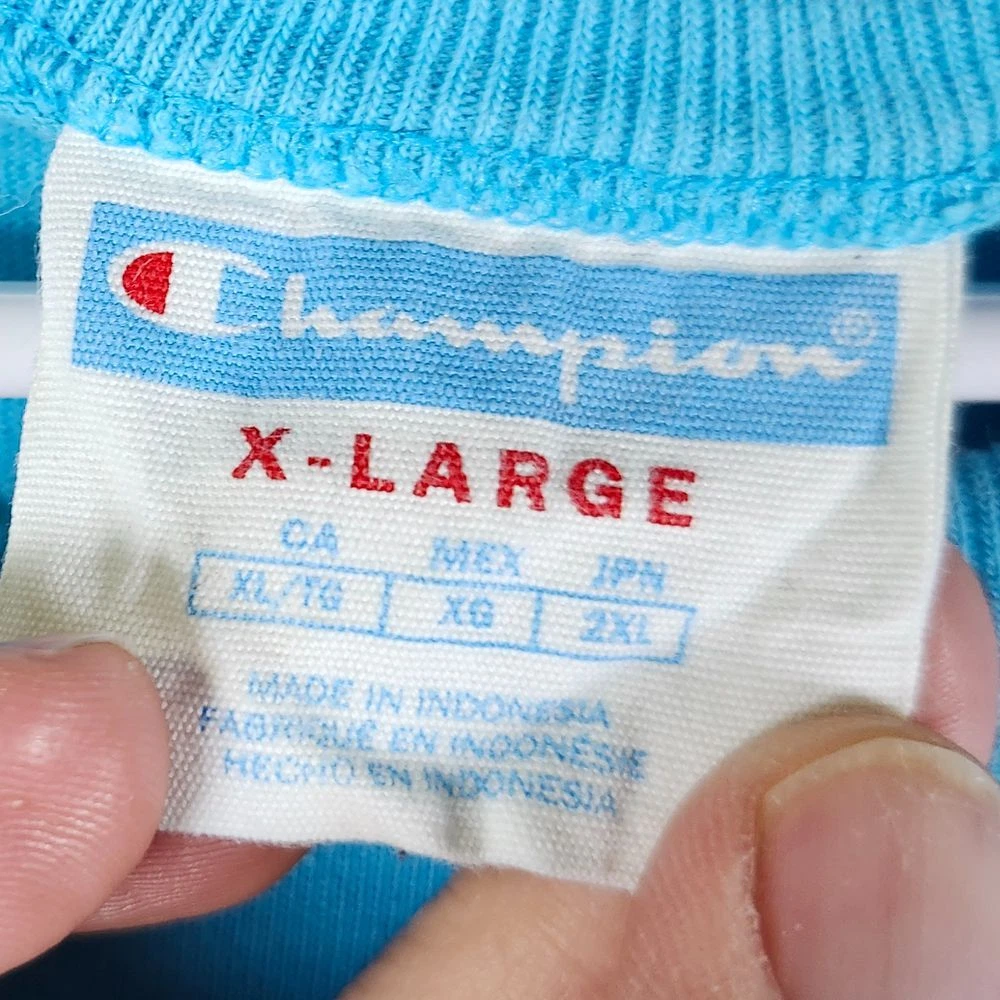 Champion®
X-LARGE
CA MEX JPN
XL/TG XG 2XL
MADE IN INDONESIA
FABRIQUÉ EN INDONÉSIE
HECHO EN INDONESIA